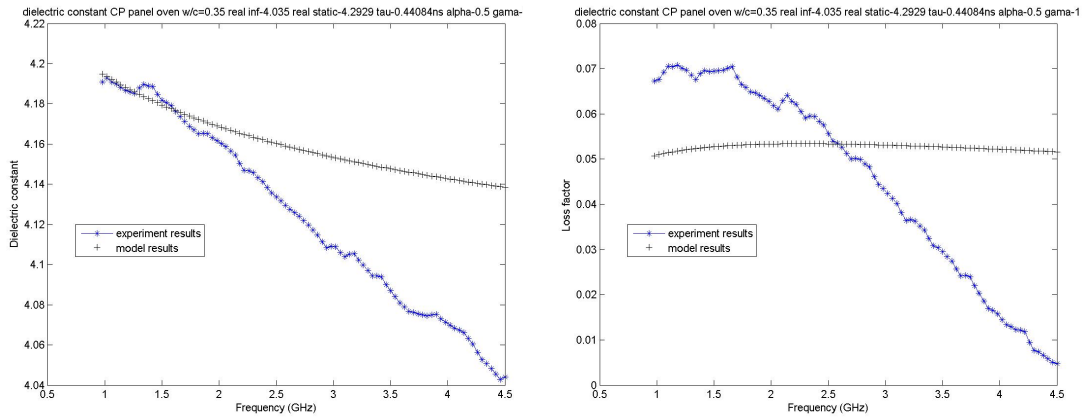 dielectric constant CP panel oven w/c=0.35 real inf-4.035 real static-4.2929 tau-0.44084ns alpha-0.5 gama-
4.22
4.2
4.18
4.16
4.14
4.12
4.1
4.08
4.06
4.04
Dielectric constant
experiment results
model results
0.5 1 1.5 2 2.5 3 3.5 4 4.5
Frequency (GHz)
dielectric constant CP panel oven w/c=0.35 real inf-4.035 real static-4.2929 tau-0.44084ns alpha-0.5 gama-1
0.08
0.07
0.06
0.05
0.04
0.03
0.02
0.01
0
Loss factor
experiment results
model results
0.5 1 1.5 2 2.5 3 3.5 4 4.5
Frequency (GHz)